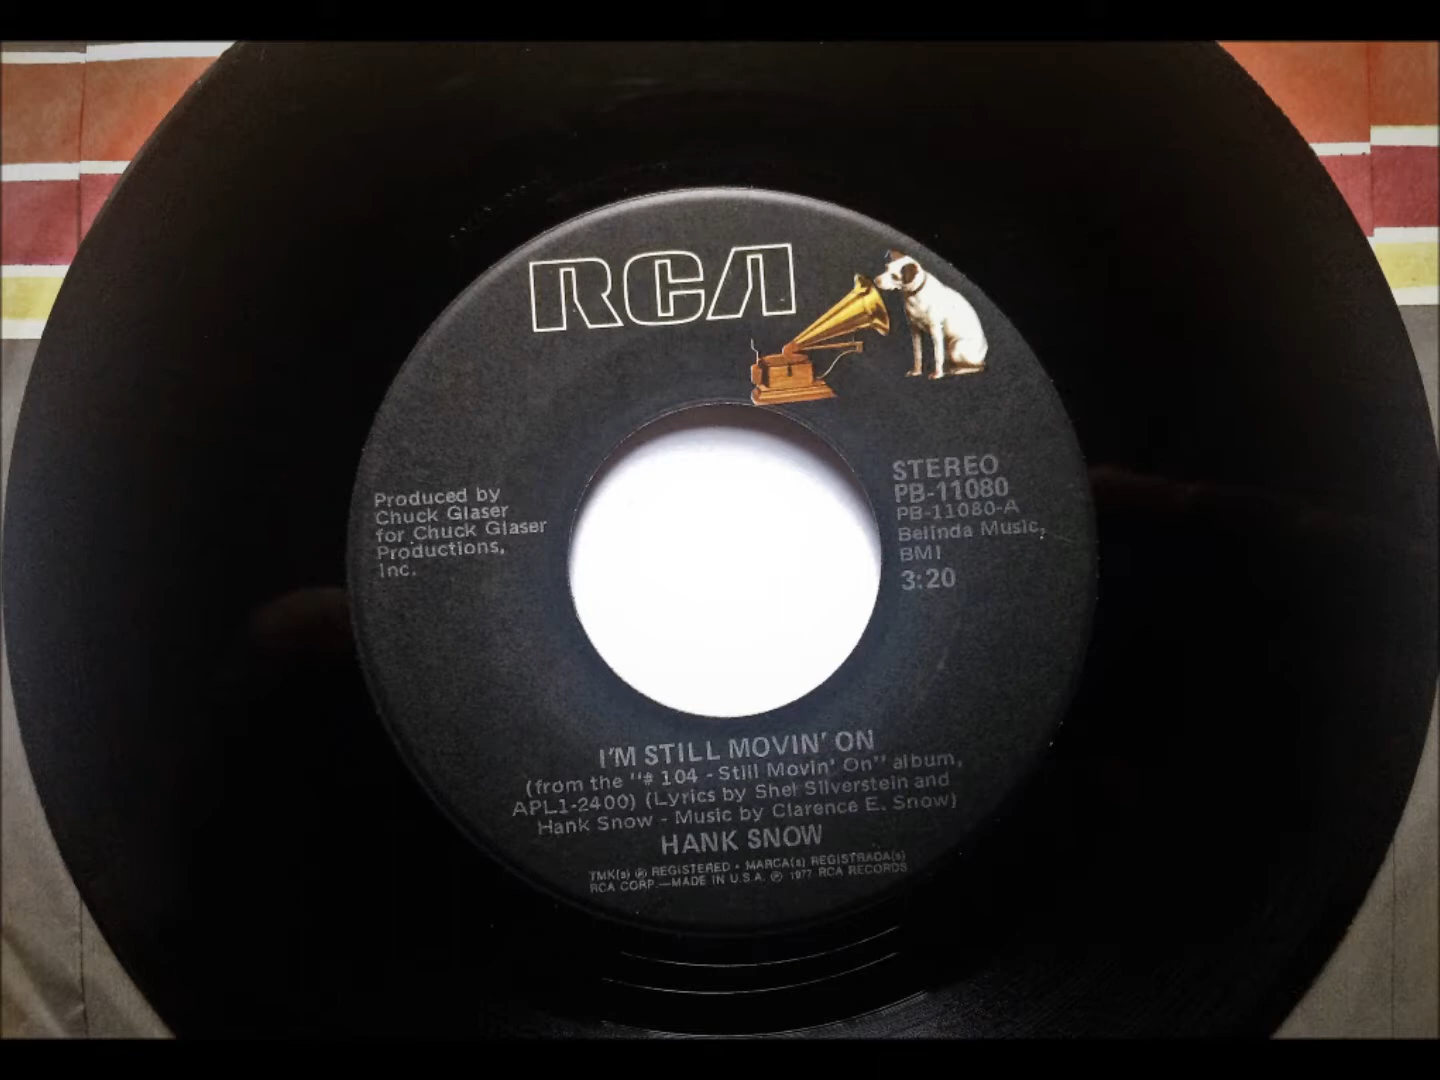 RCA
Produced by
Chuck Glaser
for Chuck Glaser
Productions,
Inc.
STEREO
PB-11080
PB-11080-A
Belinda Music,
BMI
3:20
I'M STILL MOVIN' ON
(from the "# 104 - Still Movin' On" album,
APL1-2400) (Lyrics by Shel Silverstein and
Hank Snow - Music by Clarence E. Snow)
HANK SNOW
TMK(s) ® REGISTERED • MARCA(s) REGISTRADA(s)
RCA CORP.—MADE IN U.S.A. ℗ 1977 RCA RECORDS